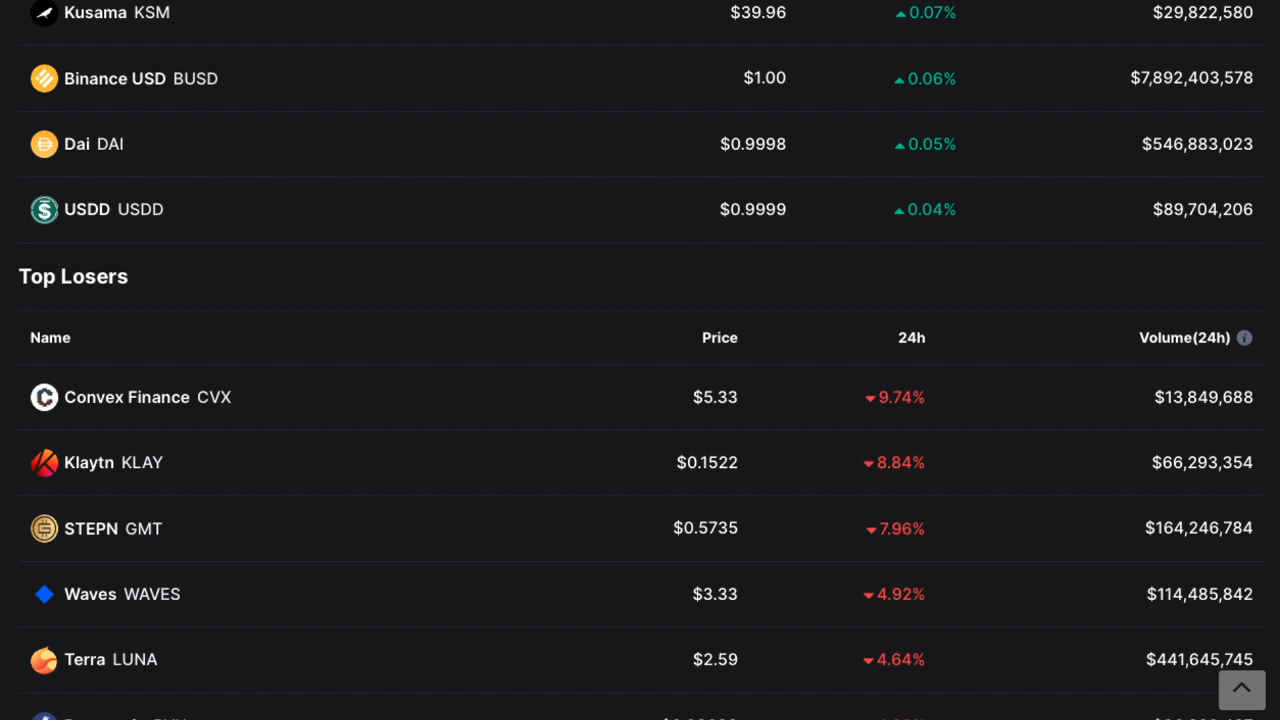 Kusama KSM $39.96 0.07% $29,822,580
Binance USD BUSD $1.00 0.06% $7,892,403,578
Dai DAI $0.9998 0.05% $546,883,023
USDD USDD $0.9999 0.04% $89,704,206
Top Losers
Name Price 24h Volume(24h)
Convex Finance CVX $5.33 9.74% $13,849,688
Klaytn KLAY $0.1522 8.84% $66,293,354
STEPN GMT $0.5735 7.96% $164,246,784
Waves WAVES $3.33 4.92% $114,485,842
Terra LUNA $2.59 4.64% $441,645,745